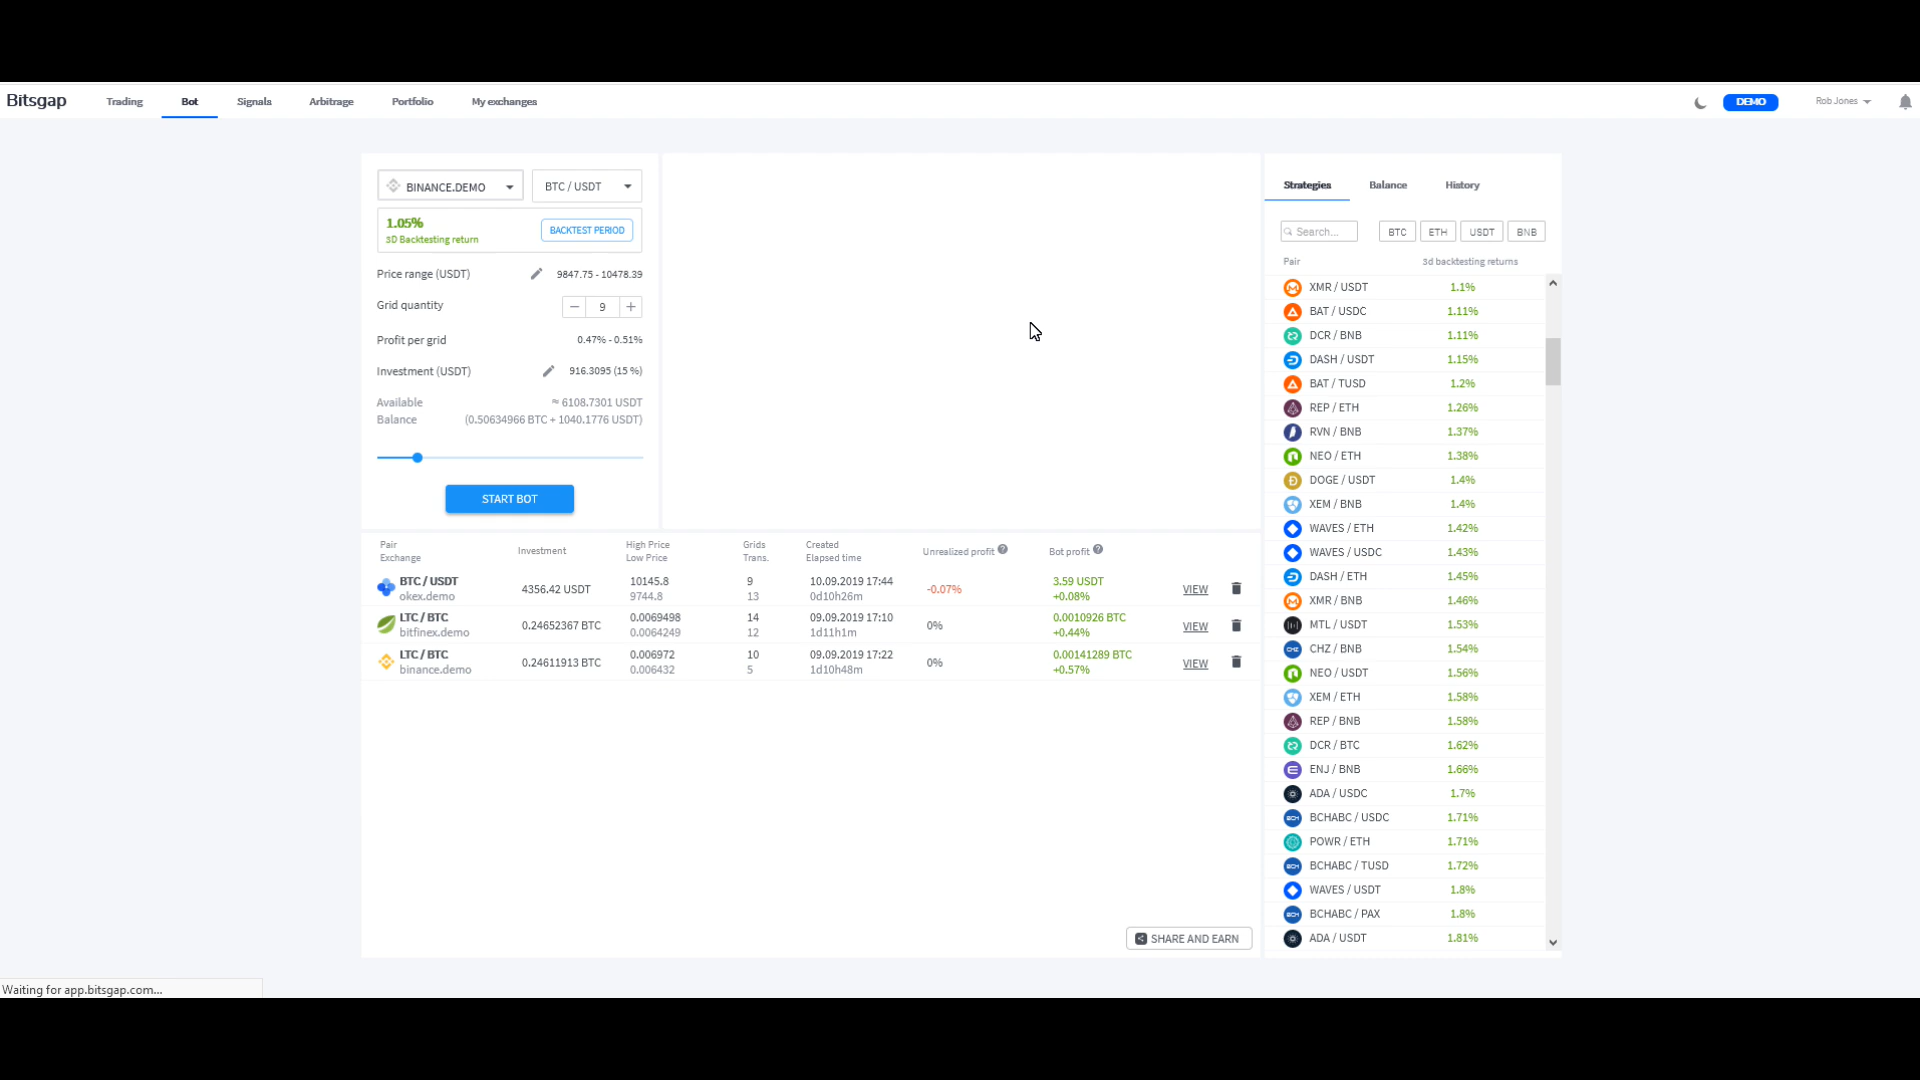 Bitsgap Trading Bot Signals Arbitrage Portfolio My exchanges DEMO Rob Jones
BINANCE.DEMO BTC / USDT
1.05%
3D Backtesting return BACKTEST PERIOD
Price range (USDT) 9847.75 - 10478.39
Grid quantity − 9 +
Profit per grid 0.47% - 0.51%
Investment (USDT) 916.3095 (15 %)
Available ≈ 6108.7301 USDT
Balance (0.50634966 BTC + 1040.1776 USDT)
START BOT
Pair Investment High Price Grids Created Unrealized profit ? Bot profit ?
Exchange Low Price Trans. Elapsed time
BTC / USDT 4356.42 USDT 10145.8 9 10.09.2019 17:44 -0.07% 3.59 USDT VIEW
okex.demo 9744.8 13 0d10h26m +0.08%
LTC / BTC 0.24652367 BTC 0.0069498 14 09.09.2019 17:10 0% 0.0010926 BTC VIEW
bitfinex.demo 0.0064249 12 1d11h1m +0.44%
LTC / BTC 0.24611913 BTC 0.006972 10 09.09.2019 17:22 0% 0.00141289 BTC VIEW
binance.demo 0.006432 5 1d10h48m +0.57%
SHARE AND EARN
Strategies Balance History
Search... BTC ETH USDT BNB
Pair 3d backtesting returns
XMR / USDT 1.1%
BAT / USDC 1.11%
DCR / BNB 1.11%
DASH / USDT 1.15%
BAT / TUSD 1.2%
REP / ETH 1.26%
RVN / BNB 1.37%
NEO / ETH 1.38%
DOGE / USDT 1.4%
XEM / BNB 1.4%
WAVES / ETH 1.42%
WAVES / USDC 1.43%
DASH / ETH 1.45%
XMR / BNB 1.46%
MTL / USDT 1.53%
CHZ / BNB 1.54%
NEO / USDT 1.56%
XEM / ETH 1.58%
REP / BNB 1.58%
DCR / BTC 1.62%
ENJ / BNB 1.66%
ADA / USDC 1.7%
BCHABC / USDC 1.71%
POWR / ETH 1.71%
BCHABC / TUSD 1.72%
WAVES / USDT 1.8%
BCHABC / PAX 1.8%
ADA / USDT 1.81%
Waiting for app.bitsgap.com...